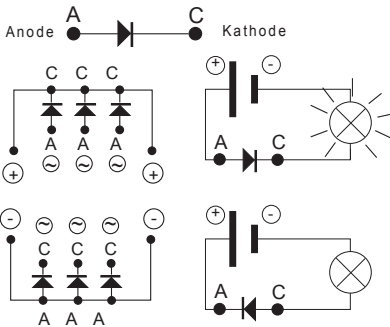 Anode A C Kathode
C C C
A A A
+ ~ ~ ~ +
+ -
A C
- ~ ~ ~ -
C C C
A A A
+ -
A C